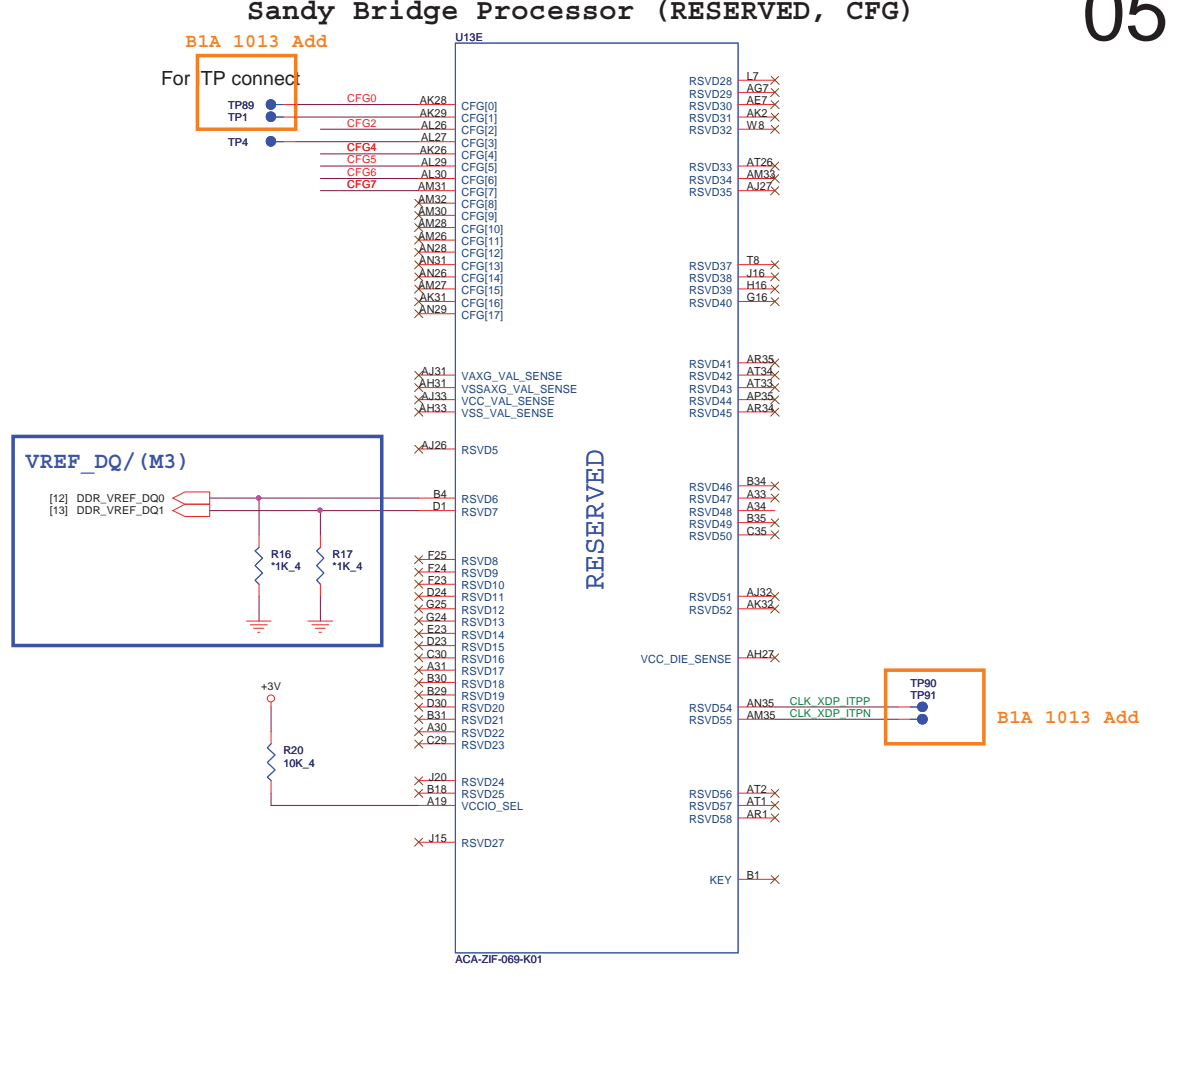 Sandy Bridge Processor (RESERVED, CFG)
05
B1A 1013 Add
For TP connect
U13E
TP89 CFG0 AK28 CFG[0]
TP1 AK29 CFG[1]
CFG2 AL26 CFG[2]
TP4 AL27 CFG[3]
CFG4 AK26 CFG[4]
CFG5 AL29 CFG[5]
CFG6 AL30 CFG[6]
CFG7 AM31 CFG[7]
AM32 CFG[8]
AM30 CFG[9]
AM28 CFG[10]
AM26 CFG[11]
AN28 CFG[12]
AN31 CFG[13]
AN26 CFG[14]
AM27 CFG[15]
AK31 CFG[16]
AN29 CFG[17]
AJ31 VAXG_VAL_SENSE
AH31 VSSAXG_VAL_SENSE
AJ33 VCC_VAL_SENSE
AH33 VSS_VAL_SENSE
AJ26 RSVD5
VREF_DQ/(M3)
[12] DDR_VREF_DQ0 B4 RSVD6
[13] DDR_VREF_DQ1 D1 RSVD7
R16
*1K_4
R17
*1K_4
F25 RSVD8
F24 RSVD9
F23 RSVD10
D24 RSVD11
G25 RSVD12
G24 RSVD13
E23 RSVD14
D23 RSVD15
C30 RSVD16
A31 RSVD17
B30 RSVD18
B29 RSVD19
D30 RSVD20
B31 RSVD21
A30 RSVD22
C29 RSVD23
+3V
R20
10K_4
J20 RSVD24
B18 RSVD25
A19 VCCIO_SEL
J15 RSVD27
RESERVED
RSVD28 L7
RSVD29 AG7
RSVD30 AE7
RSVD31 AK2
RSVD32 W8
RSVD33 AT26
RSVD34 AM33
RSVD35 AJ27
RSVD37 T8
RSVD38 J16
RSVD39 H16
RSVD40 G16
RSVD41 AR35
RSVD42 AT34
RSVD43 AT33
RSVD44 AP35
RSVD45 AR34
RSVD46 B34
RSVD47 A33
RSVD48 A34
RSVD49 B35
RSVD50 C35
RSVD51 AJ32
RSVD52 AK32
VCC_DIE_SENSE AH27
TP90
TP91
RSVD54 AN35 CLK_XDP_ITPP
RSVD55 AM35 CLK_XDP_ITPN
B1A 1013 Add
RSVD56 AT2
RSVD57 AT1
RSVD58 AR1
KEY B1
ACA-ZIF-069-K01